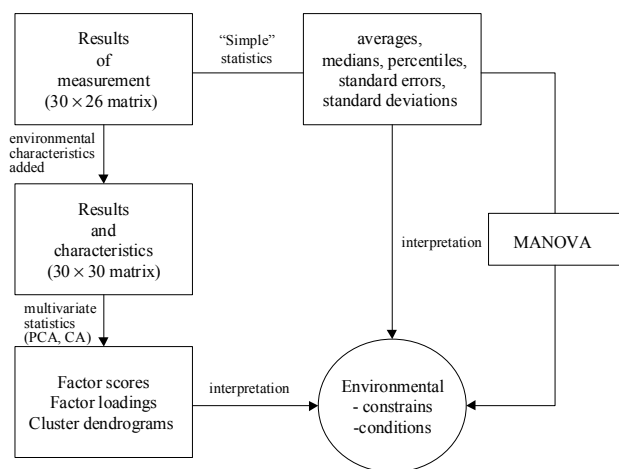 Results
of
measurement
(30 × 26 matrix)
“Simple”
statistics
averages,
medians, percentiles,
standard errors,
standard deviations
environmental
characteristics
added
Results
and
characteristics
(30 × 30 matrix)
interpretation
MANOVA
multivariate
statistics
(PCA, CA)
Factor scores
Factor loadings
Cluster dendrograms
interpretation
Environmental
- constrains
-conditions